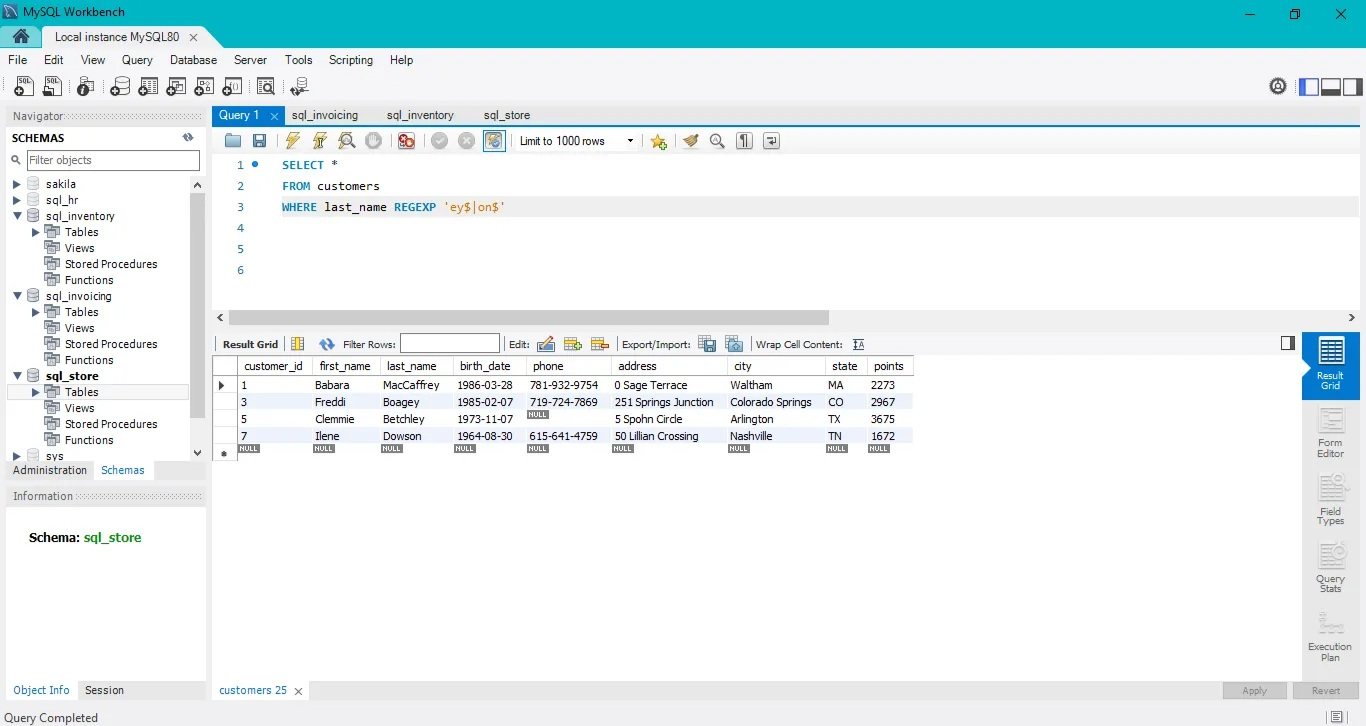 MySQL Workbench
Local instance MySQL80
File Edit View Query Database Server Tools Scripting Help
Navigator
SCHEMAS
Filter objects
sakila
sql_hr
sql_inventory
Tables
Views
Stored Procedures
Functions
sql_invoicing
Tables
Views
Stored Procedures
Functions
sql_store
Tables
Views
Stored Procedures
Functions
sys
Administration Schemas
Information
Schema: sql_store
Object Info Session
Query 1 sql_invoicing sql_inventory sql_store
Limit to 1000 rows
1 SELECT *
2 FROM customers
3 WHERE last_name REGEXP 'ey$|on$'
4
5
6
Result Grid Filter Rows: Edit: Export/Import: Wrap Cell Content:
customer_id first_name last_name birth_date phone address city state points
1 Babara MacCaffrey 1986-03-28 781-932-9754 0 Sage Terrace Waltham MA 2273
3 Freddi Boagey 1985-02-07 719-724-7869 251 Springs Junction Colorado Springs CO 2967
5 Clemmie Betchley 1973-11-07 NULL 5 Spohn Circle Arlington TX 3675
7 Ilene Dowson 1964-08-30 615-641-4759 50 Lillian Crossing Nashville TN 1672
NULL NULL NULL NULL NULL NULL NULL NULL NULL
Result
Grid
Form
Editor
Field
Types
Query
Stats
Execution
Plan
customers 25
Apply Revert
Query Completed